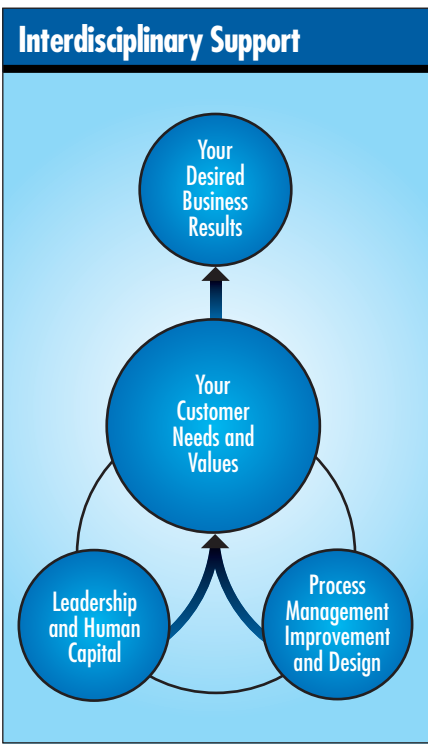 Interdisciplinary Support
Your
Desired
Business
Results
Your
Customer
Needs and
Values
Leadership
and Human
Capital
Process
Management
Improvement
and Design